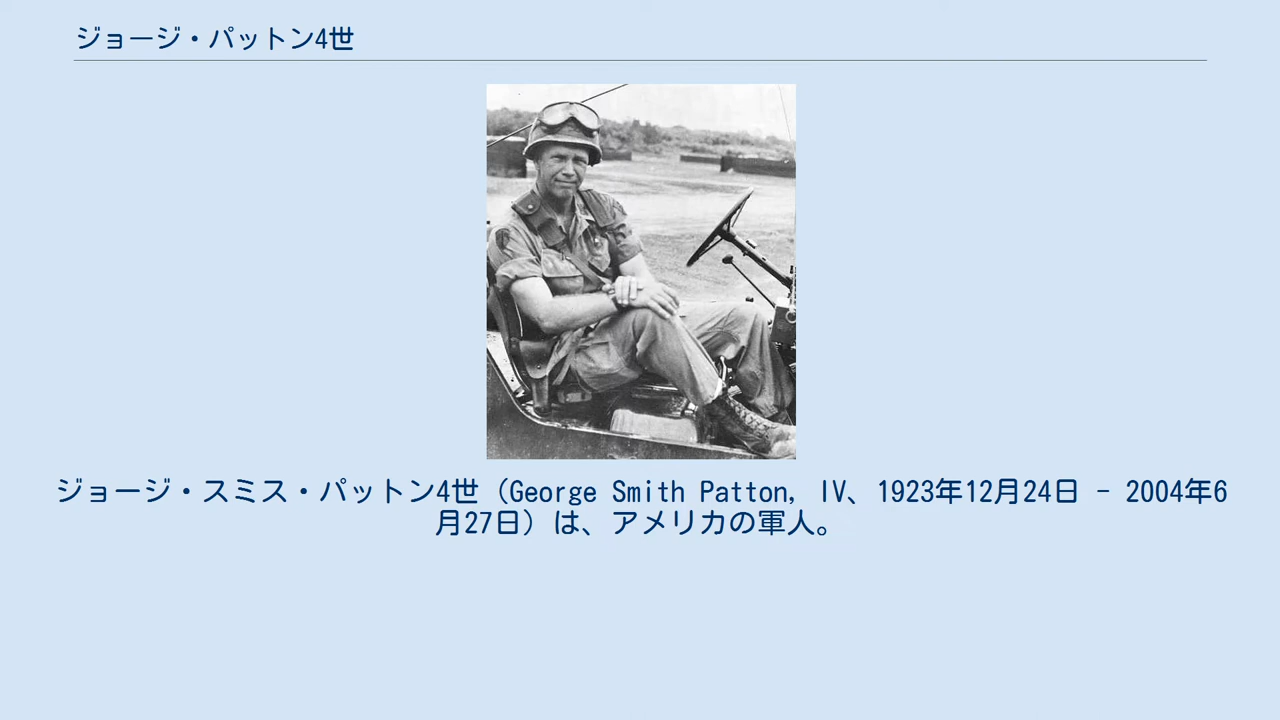 ジョージ・パットン4世
ジョージ・スミス・パットン4世（George Smith Patton, IV、1923年12月24日 - 2004年6
月27日）は、アメリカの軍人。